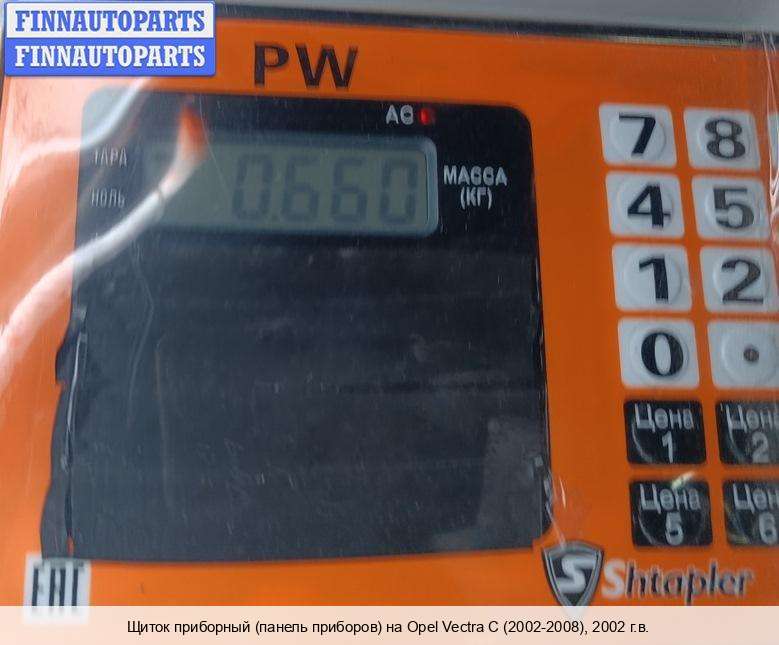 FINNAUTOPARTS
FINNAUTOPARTS
PW
AC
ТАРА
НОЛЬ
0.660
МАССА
(КГ)
7 8
4 5
1 2
0 .
Цена
1
Цена
2
Цена
5
Цена
6
EAC
S Shtapler
Щиток приборный (панель приборов) на Opel Vectra C (2002-2008), 2002 г.в.